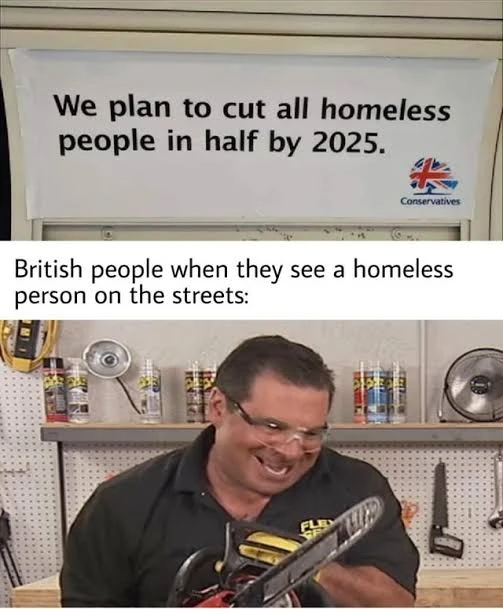 We plan to cut all homeless
people in half by 2025.
Conservatives
British people when they see a homeless
person on the streets:
FLEX